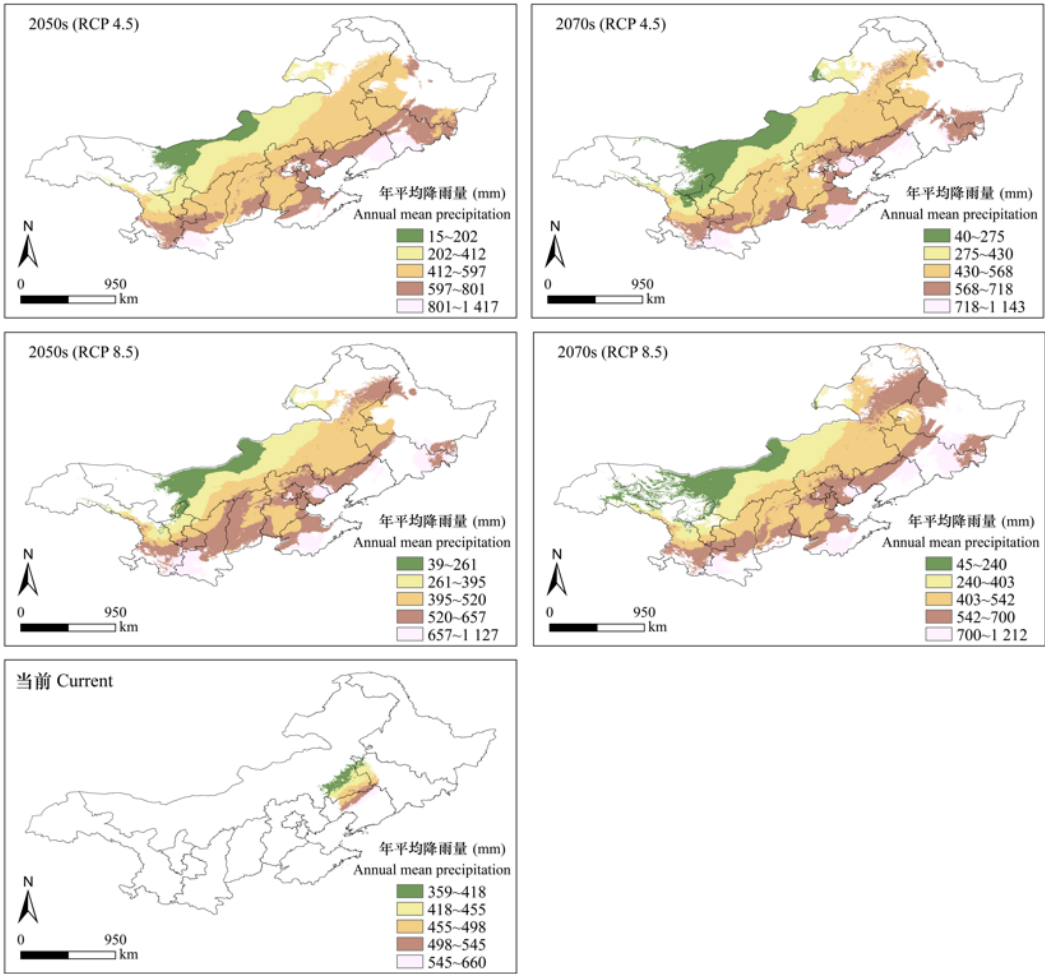 2050s (RCP 4.5)
年平均降雨量 (mm)
Annual mean precipitation
15~202
202~412
412~597
597~801
801~1 417
N
0 950
km
2070s (RCP 4.5)
年平均降雨量 (mm)
Annual mean precipitation
40~275
275~430
430~568
568~718
718~1 143
N
0 950
km
2050s (RCP 8.5)
年平均降雨量 (mm)
Annual mean precipitation
39~261
261~395
395~520
520~657
657~1 127
N
0 950
km
2070s (RCP 8.5)
年平均降雨量 (mm)
Annual mean precipitation
45~240
240~403
403~542
542~700
700~1 212
N
0 950
km
当前 Current
年平均降雨量 (mm)
Annual mean precipitation
359~418
418~455
455~498
498~545
545~660
N
0 950
km